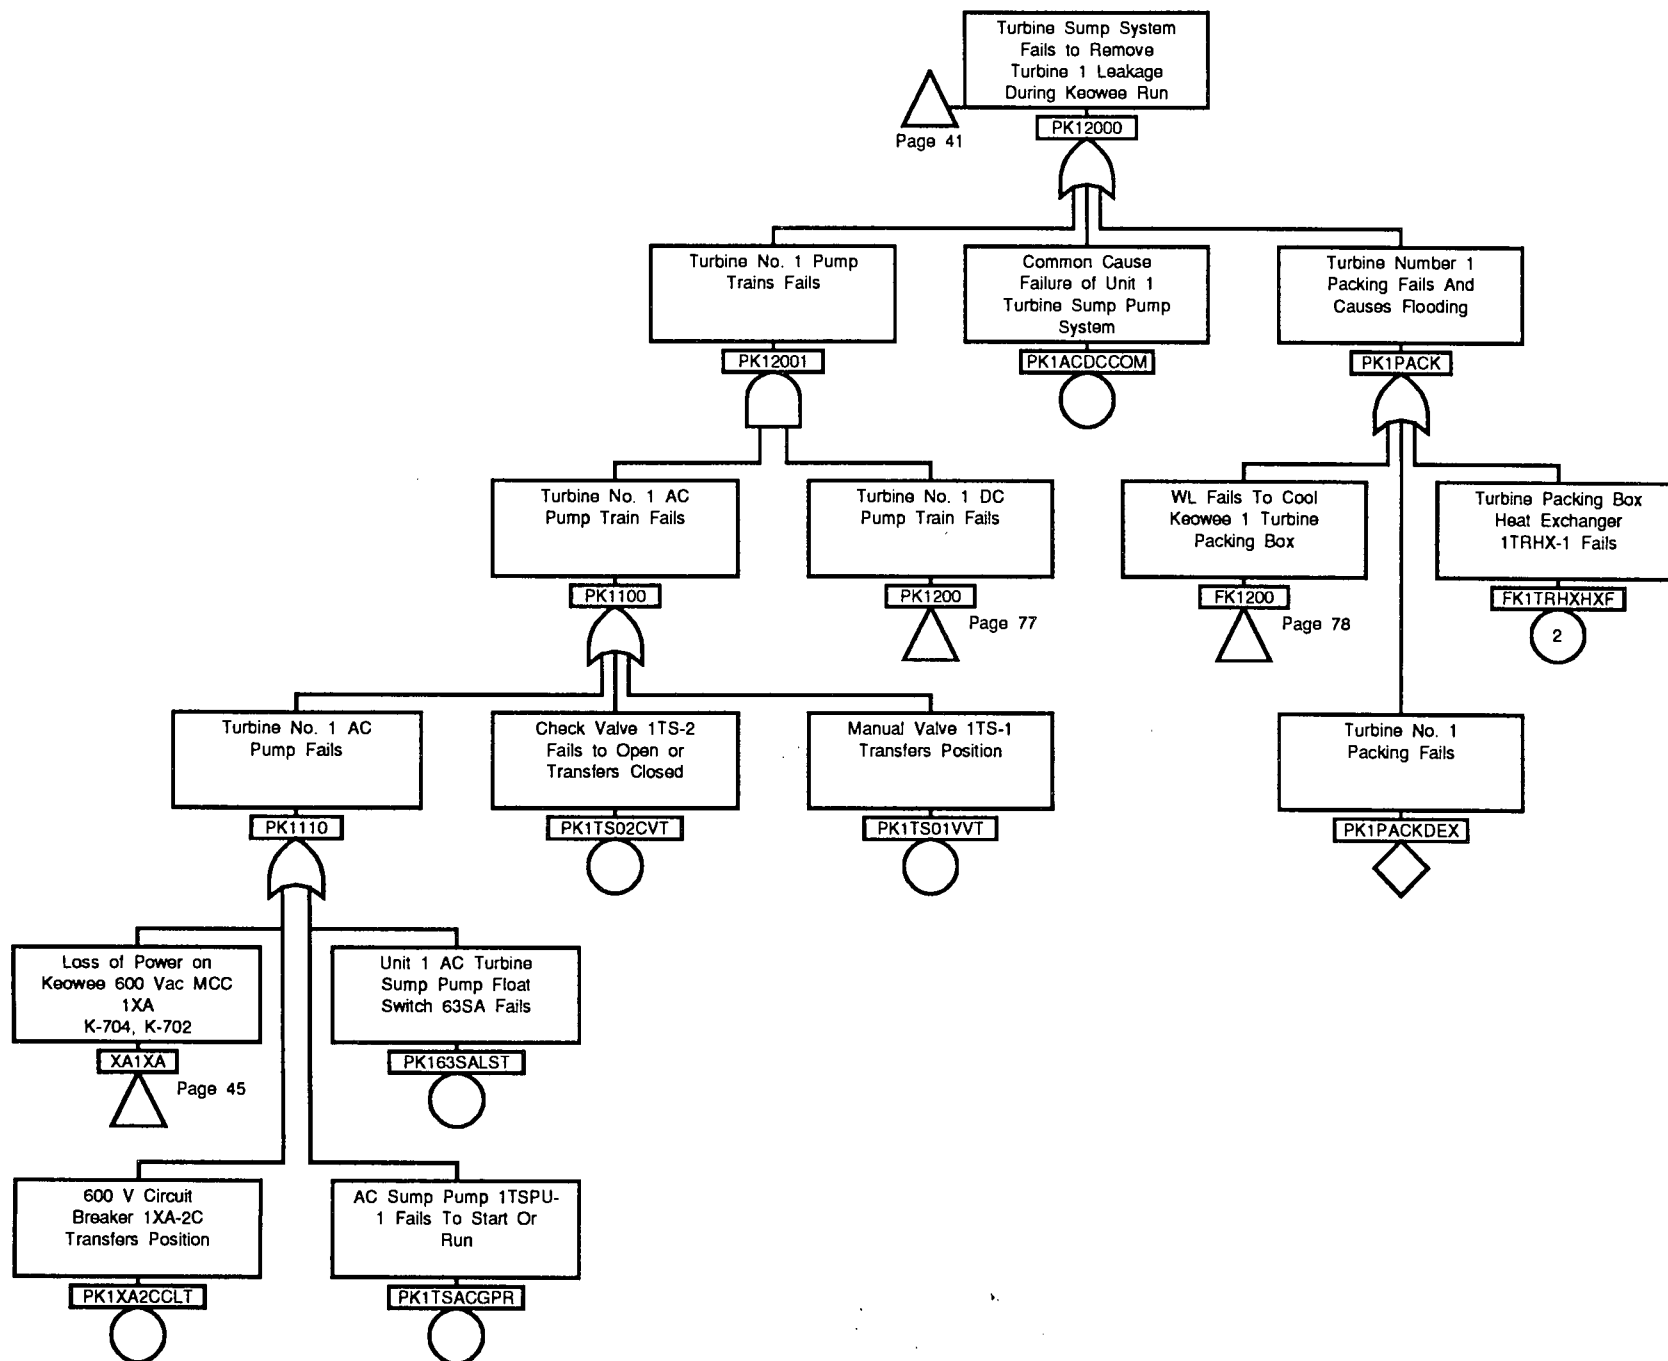 Turbine Sump System
Fails to Remove
Turbine 1 Leakage
During Keowee Run
Page 41
PK12000
Turbine No. 1 Pump
Trains Fails
PK12001
Common Cause
Failure of Unit 1
Turbine Sump Pump
System
PK1ACDCCOM
Turbine Number 1
Packing Fails And
Causes Flooding
PK1PACK
Turbine No. 1 AC
Pump Train Fails
PK1100
Turbine No. 1 DC
Pump Train Fails
PK1200
Page 77
WL Fails To Cool
Keowee 1 Turbine
Packing Box
FK1200
Page 78
Turbine Packing Box
Heat Exchanger
1TRHX-1 Fails
FK1TRHXHXF
2
Turbine No. 1 AC
Pump Fails
PK1110
Check Valve 1TS-2
Fails to Open or
Transfers Closed
PK1TS02CVT
Manual Valve 1TS-1
Transfers Position
PK1TS01VVT
Turbine No. 1
Packing Fails
PK1PACKDEX
Loss of Power on
Keowee 600 Vac MCC
1XA
K-704, K-702
XA1XA
Page 45
Unit 1 AC Turbine
Sump Pump Float
Switch 63SA Fails
PK163SALST
600 V Circuit
Breaker 1XA-2C
Transfers Position
PK1XA2CCLT
AC Sump Pump 1TSPU-
1 Fails To Start Or
Run
PK1TSACGPR